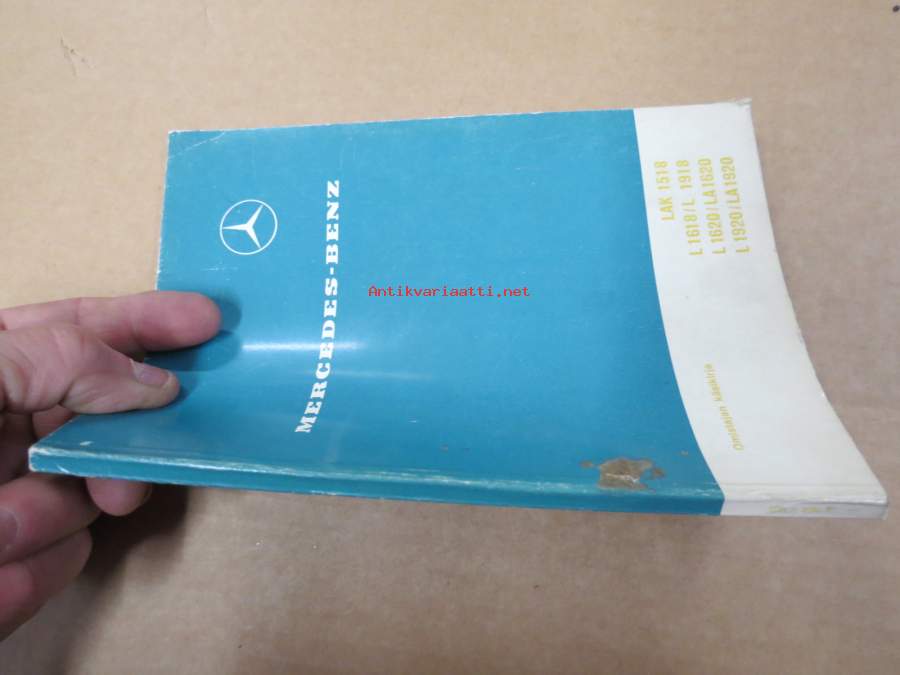 MERCEDES-BENZ
LAK 1518
L 1618/L 1918
L 1620/LA1620
L 1920/LA1920
Omistajan käsikirja
Antikvariaatti.net